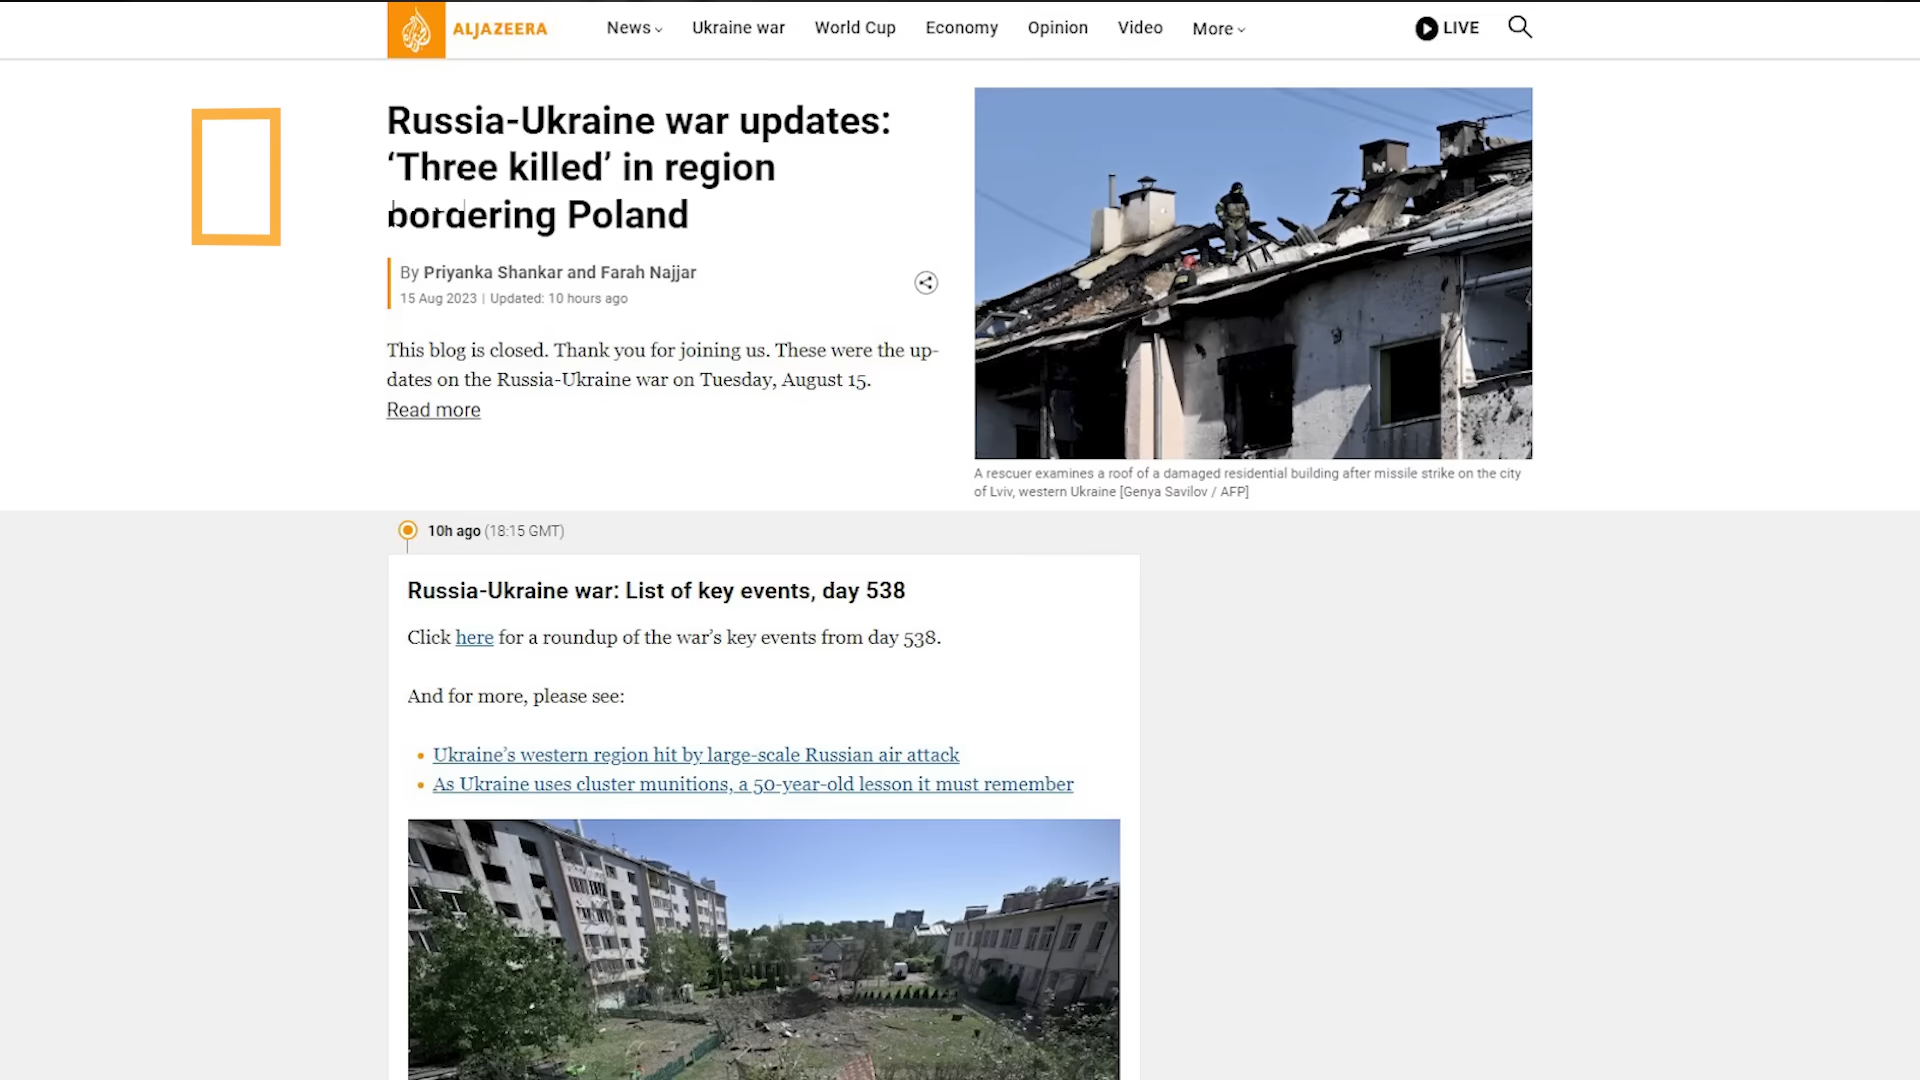 ALJAZEERA
News
Ukraine war
World Cup
Economy
Opinion
Video
More
LIVE
Russia-Ukraine war updates:
‘Three killed’ in region
bordering Poland
By Priyanka Shankar and Farah Najjar
15 Aug 2023 | Updated: 10 hours ago
This blog is closed. Thank you for joining us. These were the up-
dates on the Russia-Ukraine war on Tuesday, August 15.
Read more
A rescuer examines a roof of a damaged residential building after missile strike on the city
of Lviv, western Ukraine [Genya Savilov / AFP]
10h ago (18:15 GMT)
Russia-Ukraine war: List of key events, day 538
Click here for a roundup of the war’s key events from day 538.
And for more, please see:
• Ukraine’s western region hit by large-scale Russian air attack
• As Ukraine uses cluster munitions, a 50-year-old lesson it must remember